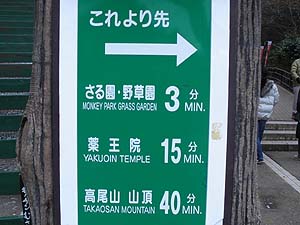 これより先
さる園・野草園 3 分
MONKEY PARK GRASS GARDEN MIN.
薬王院 15 分
YAKUOIN TEMPLE MIN.
高尾山 山頂 40 分
TAKAOSAN MOUNTAIN MIN.